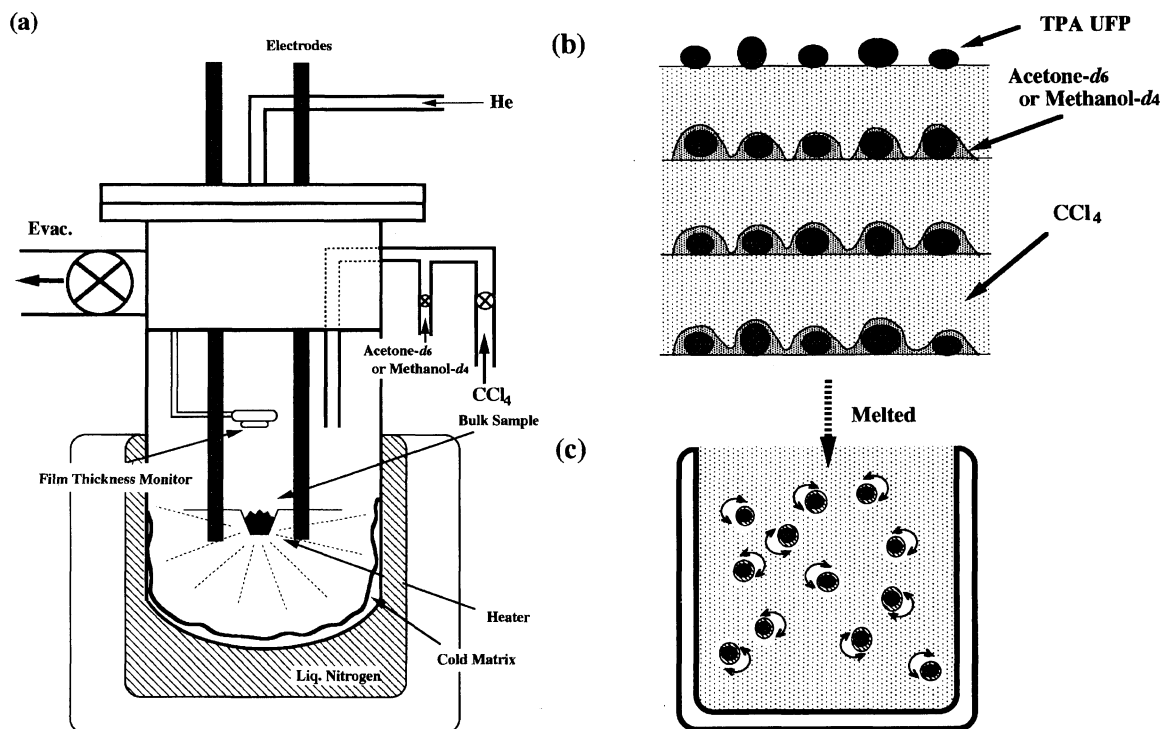 (a)
Electrodes
He
Evac.
Acetone-d6
or Methanol-d4
CCl4
Bulk Sample
Film Thickness Monitor
Heater
Cold Matrix
Liq. Nitrogen
(b)
TPA UFP
Acetone-d6
or Methanol-d4
CCl4
Melted
(c)